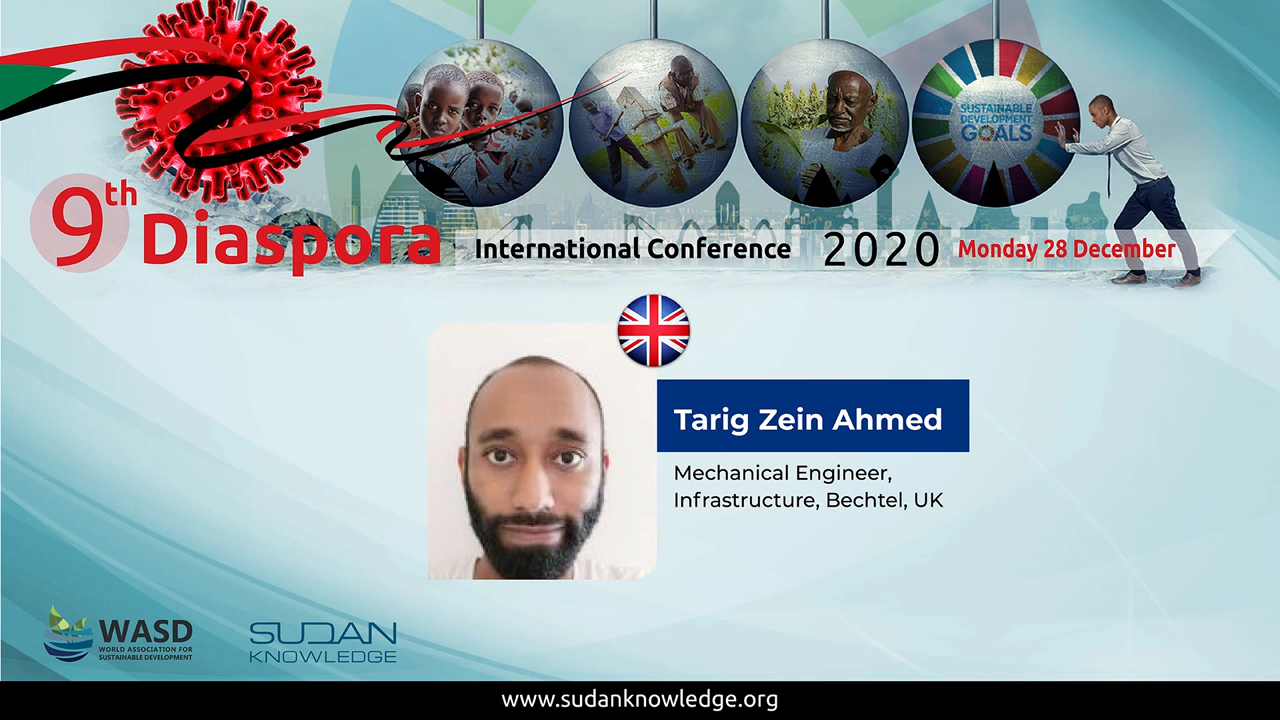 SUSTAINABLE
DEVELOPMENT
GOALS
9th Diaspora
International Conference 2020 Monday 28 December
Tarig Zein Ahmed
Mechanical Engineer,
Infrastructure, Bechtel, UK
WASD
WORLD ASSOCIATION FOR
SUSTAINABLE DEVELOPMENT
SUDAN
KNOWLEDGE
www.sudanknowledge.org